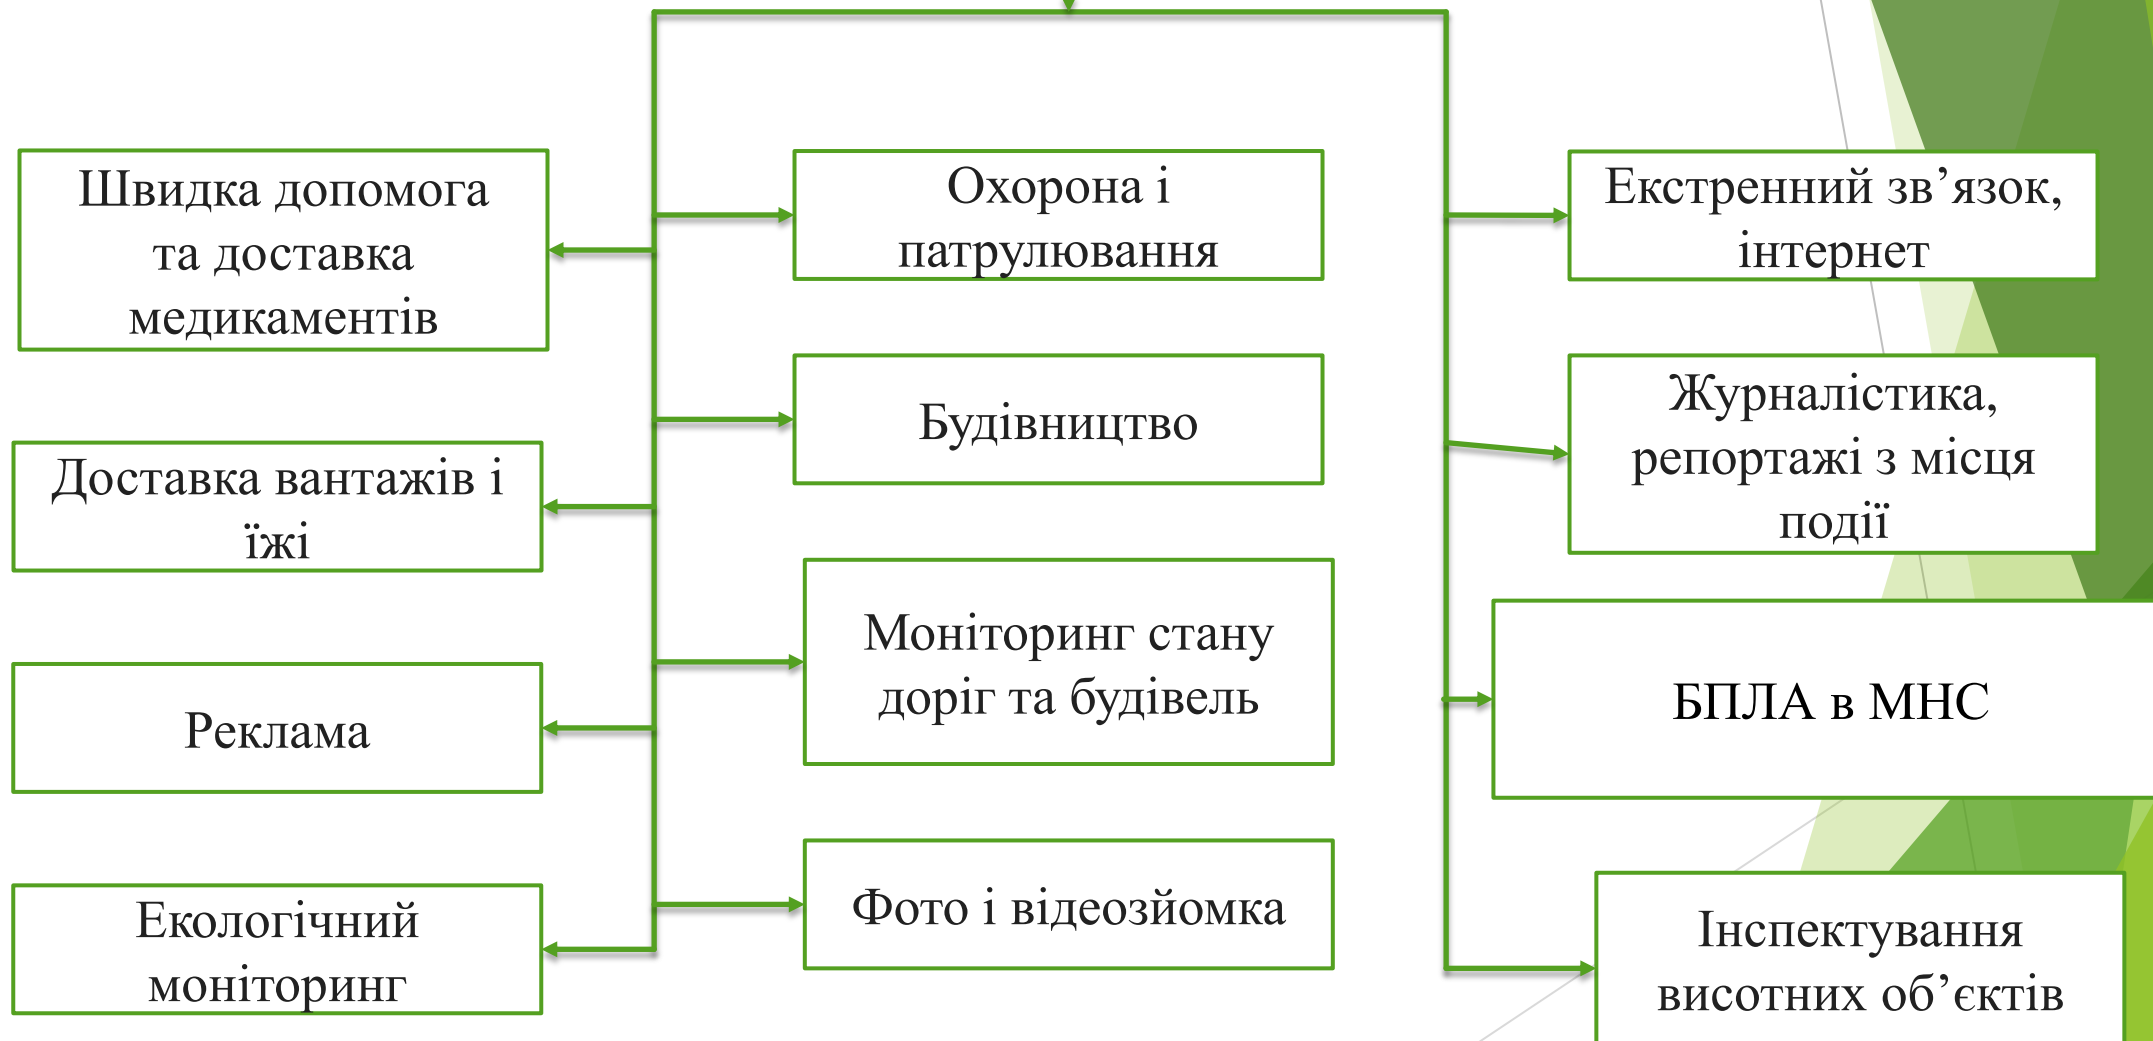 Швидка допомога
та доставка
медикаментів
Доставка вантажів і
їжі
Реклама
Екологічний
моніторинг
Охорона і
патрулювання
Будівництво
Моніторинг стану
доріг та будівель
Фото і відеозйомка
Екстренний зв’язок,
інтернет
Журналістика,
репортажі з місця
події
БПЛА в МНС
Інспектування
висотних об’єктів